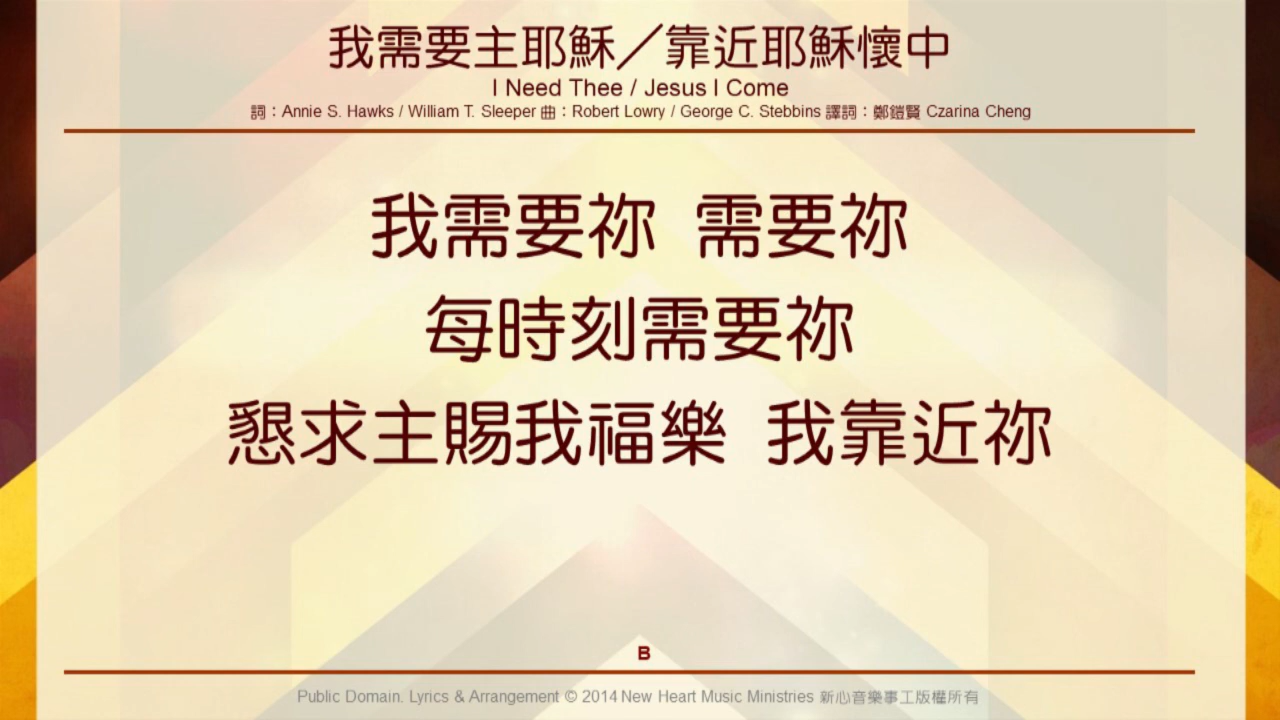 我需要主耶穌／靠近耶穌懷中
I Need Thee / Jesus I Come
詞：Annie S. Hawks / William T. Sleeper 曲：Robert Lowry / George C. Stebbins 譯詞：鄭鎧賢 Czarina Cheng
我需要祢 需要祢
每時刻需要祢
懇求主賜我福樂 我靠近祢
B
Public Domain. Lyrics & Arrangement © 2014 New Heart Music Ministries 新心音樂事工版權所有